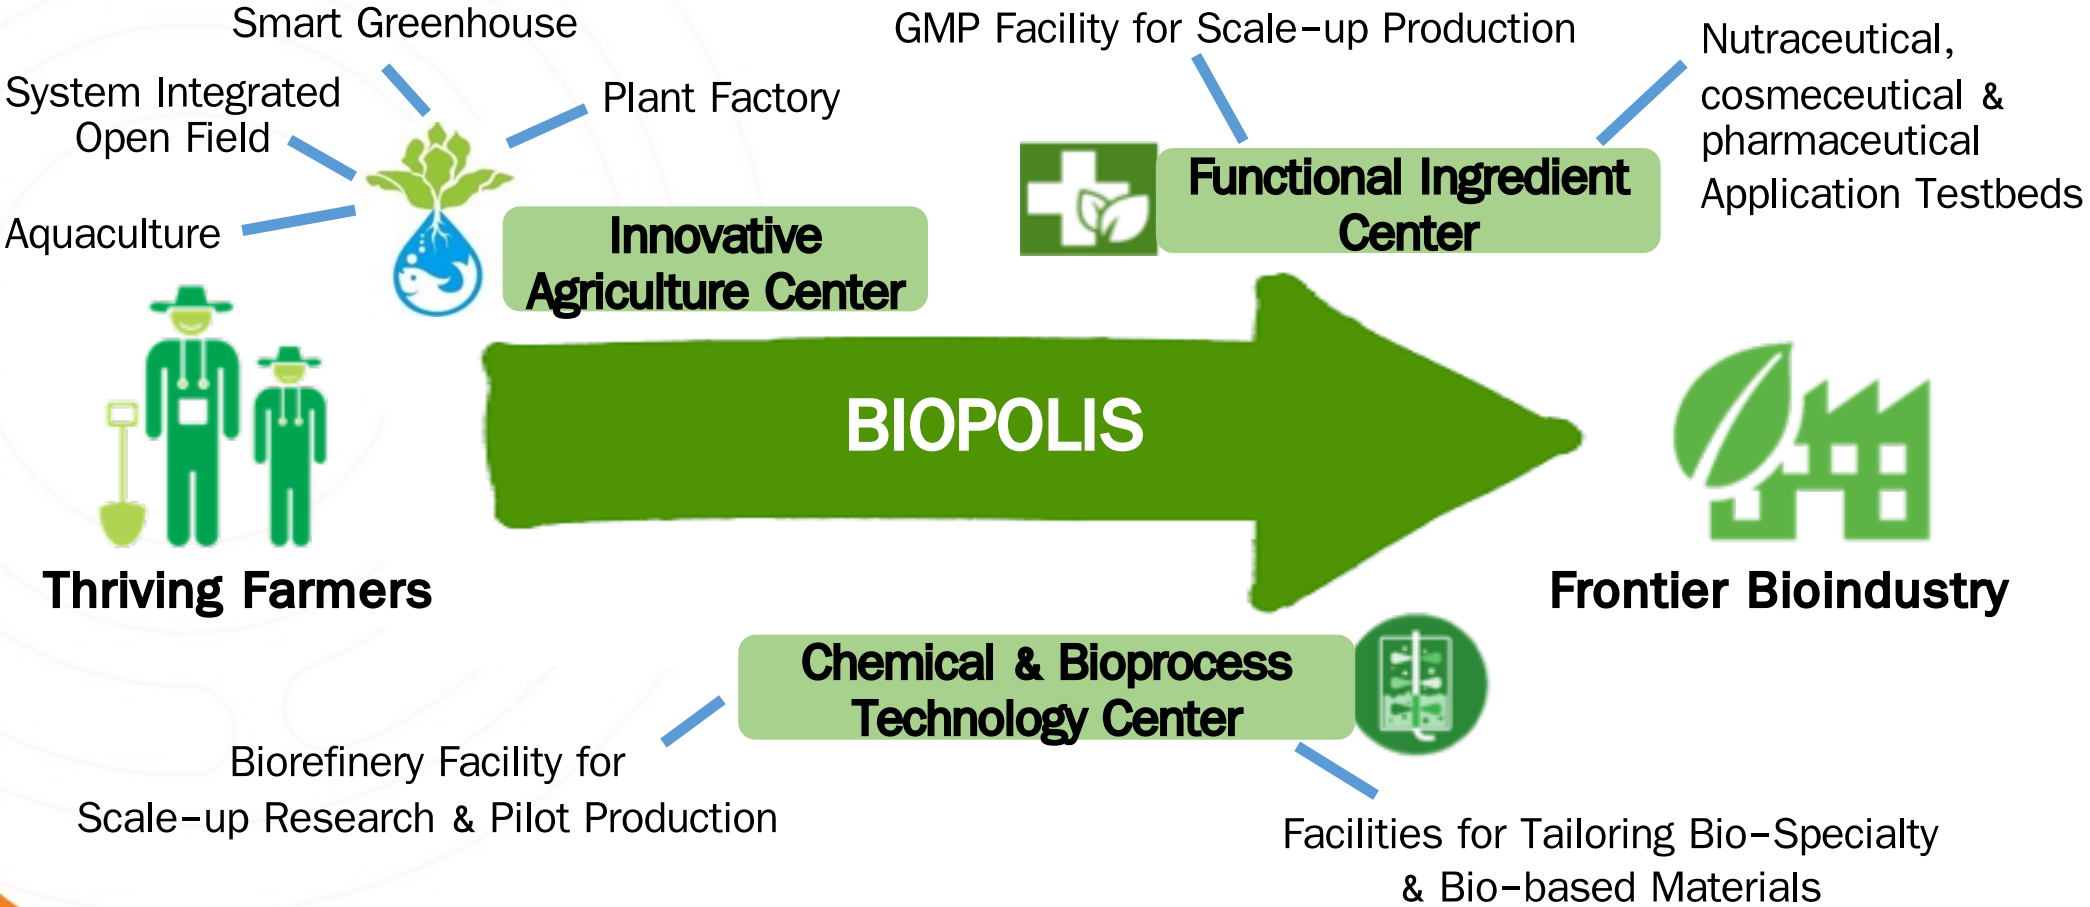 Smart Greenhouse
System Integrated
Open Field
Plant Factory
Aquaculture
Innovative
Agriculture Center
GMP Facility for Scale-up Production
Nutraceutical,
cosmeceutical &
pharmaceutical
Application Testbeds
Functional Ingredient
Center
BIOPOLIS
Thriving Farmers
Frontier Bioindustry
Chemical & Bioprocess
Technology Center
Biorefinery Facility for
Scale-up Research & Pilot Production
Facilities for Tailoring Bio-Specialty
& Bio-based Materials